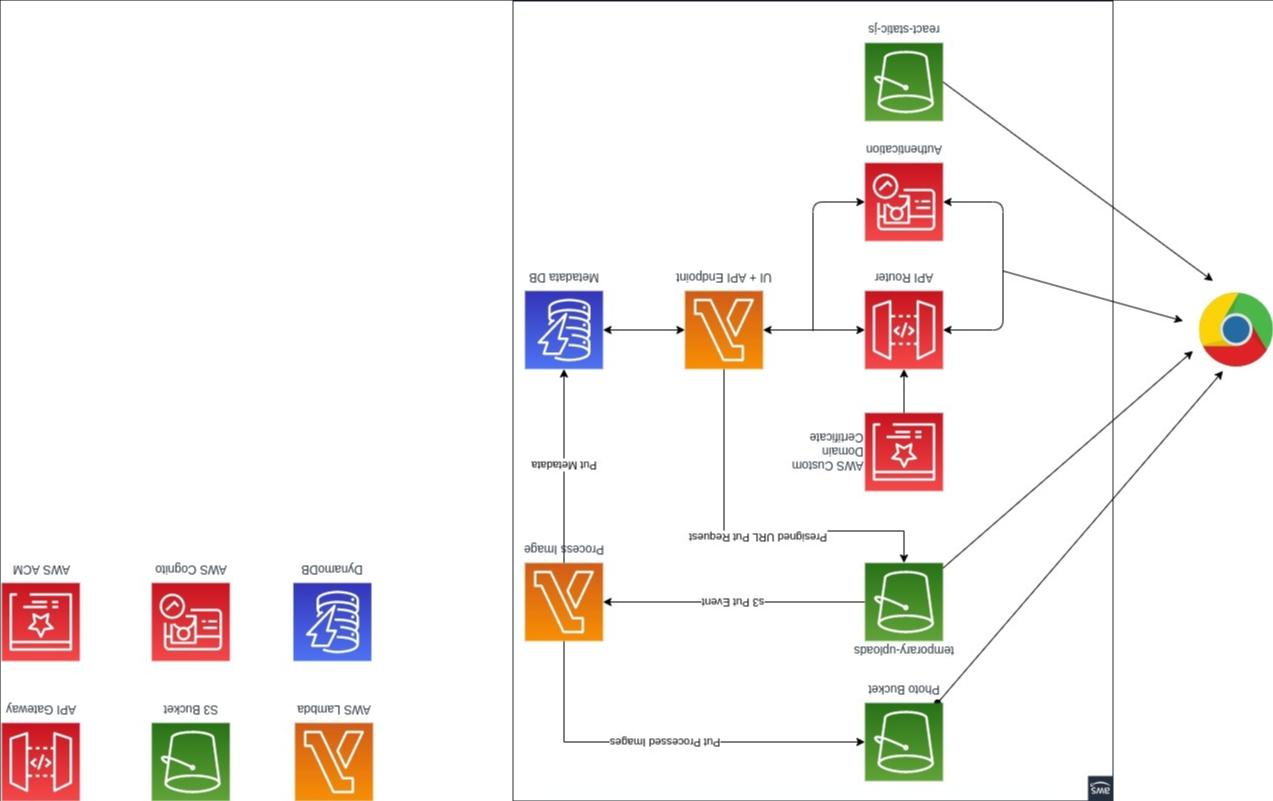 aws
Put Processed Images
Photo Bucket
temporary-uploads
s3 Put Event
Process Image
Presigned URL Put Request
AWS Custom
Domain
Certificate
Put Metadata
API Router
UI + API Endpoint
Metadata DB
Authentication
react-static-js
AWS Lambda
S3 Bucket
API Gateway
DynamoDB
AWS Cognito
AWS ACM